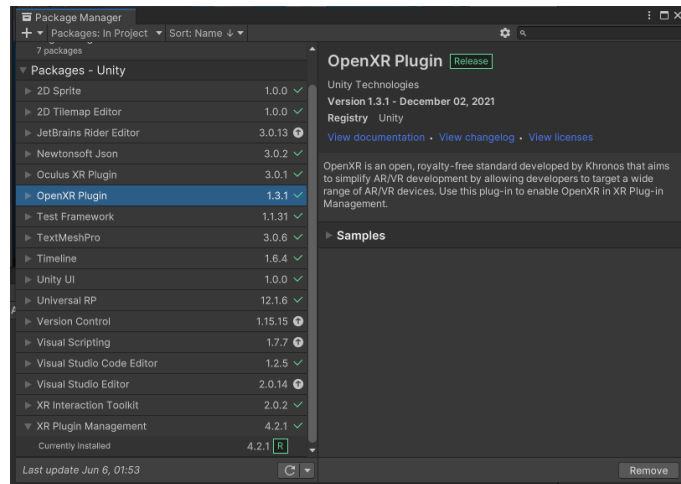 Package Manager
+ Packages: In Project Sort: Name ↓
7 packages
Packages - Unity
2D Sprite 1.0.0
2D Tilemap Editor 1.0.0
JetBrains Rider Editor 3.0.13
Newtonsoft Json 3.0.2
Oculus XR Plugin 3.0.1
OpenXR Plugin 1.3.1
Test Framework 1.1.31
TextMeshPro 3.0.6
Timeline 1.6.4
Unity UI 1.0.0
Universal RP 12.1.6
Version Control 1.15.15
Visual Scripting 1.7.7
Visual Studio Code Editor 1.2.5
Visual Studio Editor 2.0.14
XR Interaction Toolkit 2.0.2
XR Plugin Management 4.2.1
Currently installed 4.2.1 R
Last update Jun 6, 01:53
OpenXR Plugin Release
Unity Technologies
Version 1.3.1 - December 02, 2021
Registry Unity
View documentation • View changelog • View licenses
OpenXR is an open, royalty-free standard developed by Khronos that aims
to simplify AR/VR development by allowing developers to target a wide
range of AR/VR devices. Use this plug-in to enable OpenXR in XR Plug-in
Management.
Samples
Remove